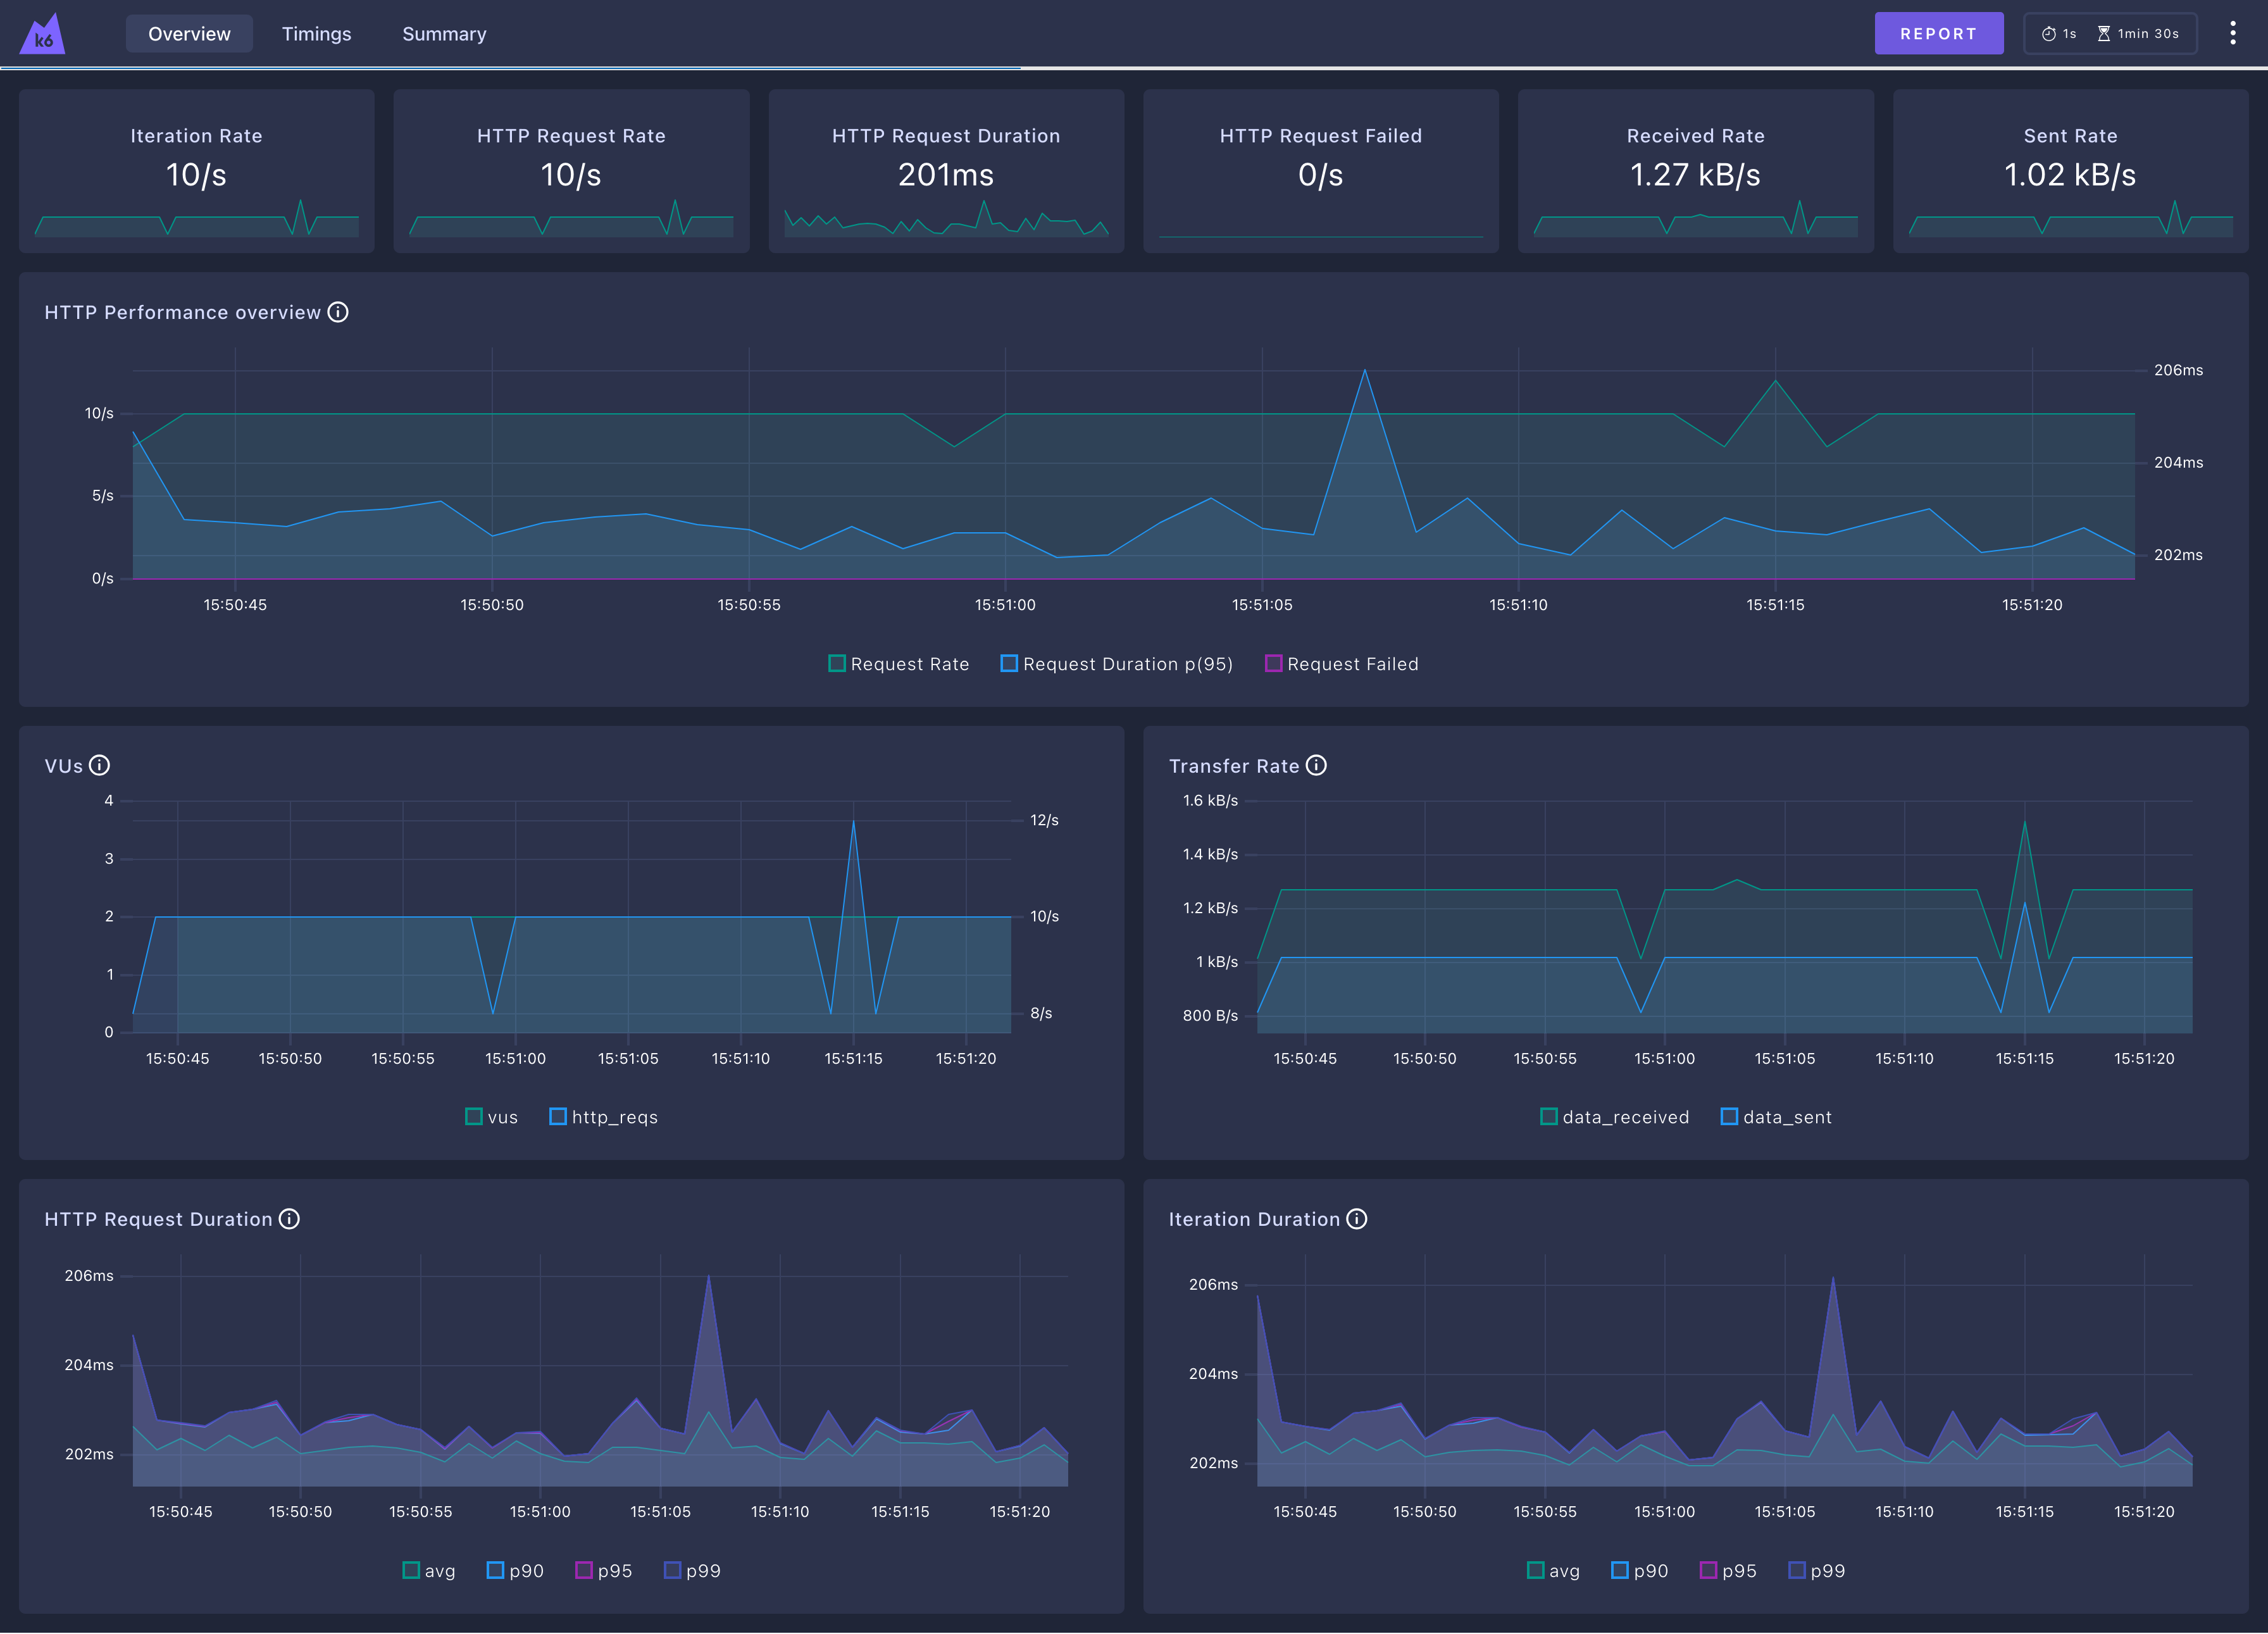 k6
Overview Timings Summary
REPORT 1s 1min 30s
Iteration Rate
10/s
HTTP Request Rate
10/s
HTTP Request Duration
201ms
HTTP Request Failed
0/s
Received Rate
1.27 kB/s
Sent Rate
1.02 kB/s
HTTP Performance overview
206ms
10/s
204ms
5/s
202ms
0/s
15:50:45 15:50:50 15:50:55 15:51:00 15:51:05 15:51:10 15:51:15 15:51:20
Request Rate Request Duration p(95) Request Failed
VUs
4
12/s
3
2
10/s
1
8/s
0
15:50:45 15:50:50 15:50:55 15:51:00 15:51:05 15:51:10 15:51:15 15:51:20
vus http_reqs
Transfer Rate
1.6 kB/s
1.4 kB/s
1.2 kB/s
1 kB/s
800 B/s
15:50:45 15:50:50 15:50:55 15:51:00 15:51:05 15:51:10 15:51:15 15:51:20
data_received data_sent
HTTP Request Duration
206ms
204ms
202ms
15:50:45 15:50:50 15:50:55 15:51:00 15:51:05 15:51:10 15:51:15 15:51:20
avg p90 p95 p99
Iteration Duration
206ms
204ms
202ms
15:50:45 15:50:50 15:50:55 15:51:00 15:51:05 15:51:10 15:51:15 15:51:20
avg p90 p95 p99